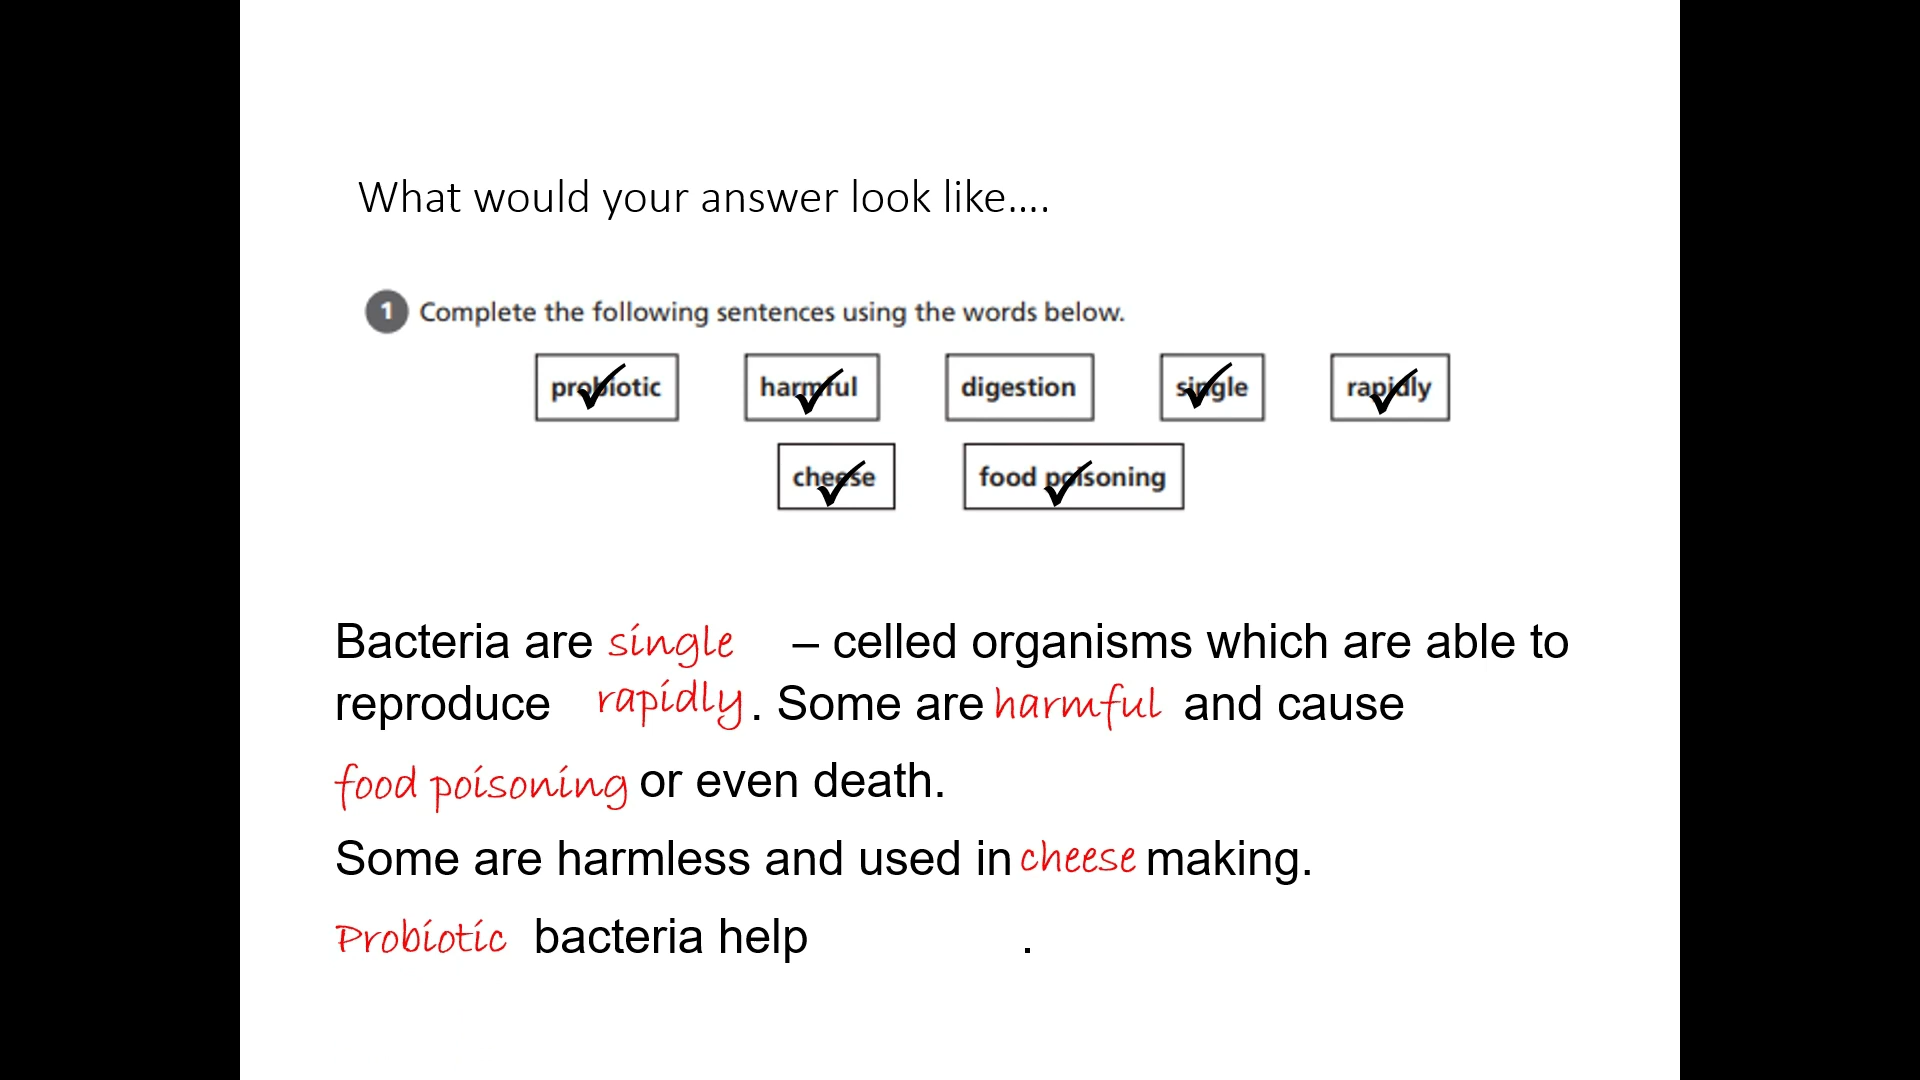 What would your answer look like....
1 Complete the following sentences using the words below.
probiotic harmful digestion single rapidly
cheese food poisoning
Bacteria are single – celled organisms which are able to
reproduce rapidly. Some are harmful and cause
food poisoning or even death.
Some are harmless and used in cheese making.
Probiotic bacteria help .